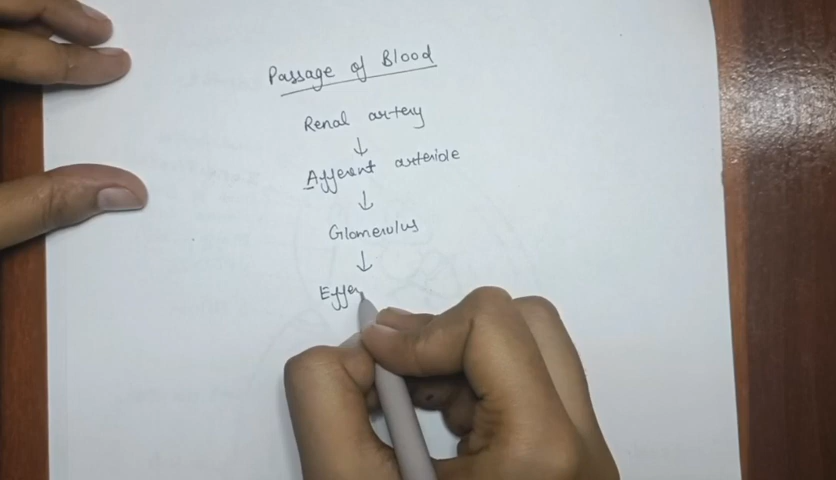 Passage of Blood
Renal artery
↓
Afferent arteriole
↓
Glomerulus
↓
Effe